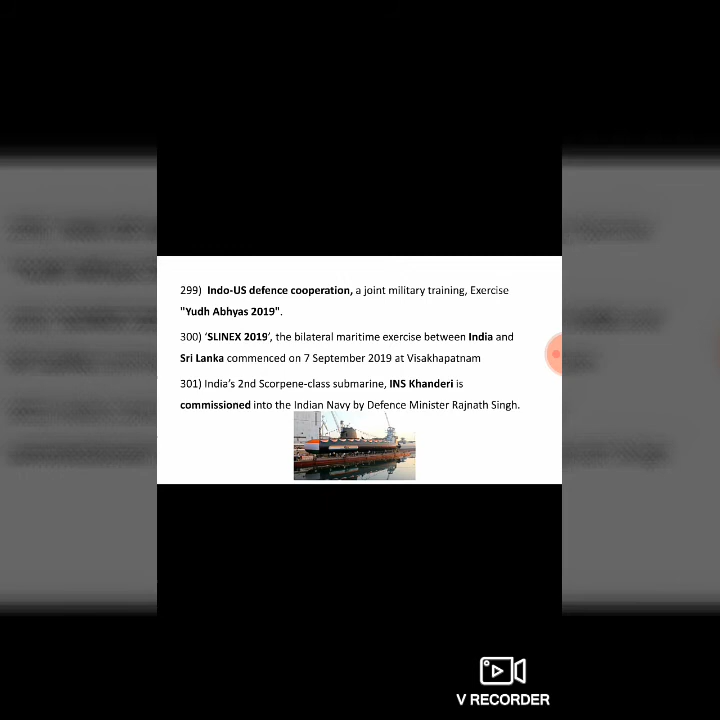 299) Indo-US defence cooperation, a joint military training, Exercise
"Yudh Abhyas 2019".
300) ‘SLINEX 2019’, the bilateral maritime exercise between India and
Sri Lanka commenced on 7 September 2019 at Visakhapatnam
301) India’s 2nd Scorpene-class submarine, INS Khanderi is
commissioned into the Indian Navy by Defence Minister Rajnath Singh.
V RECORDER